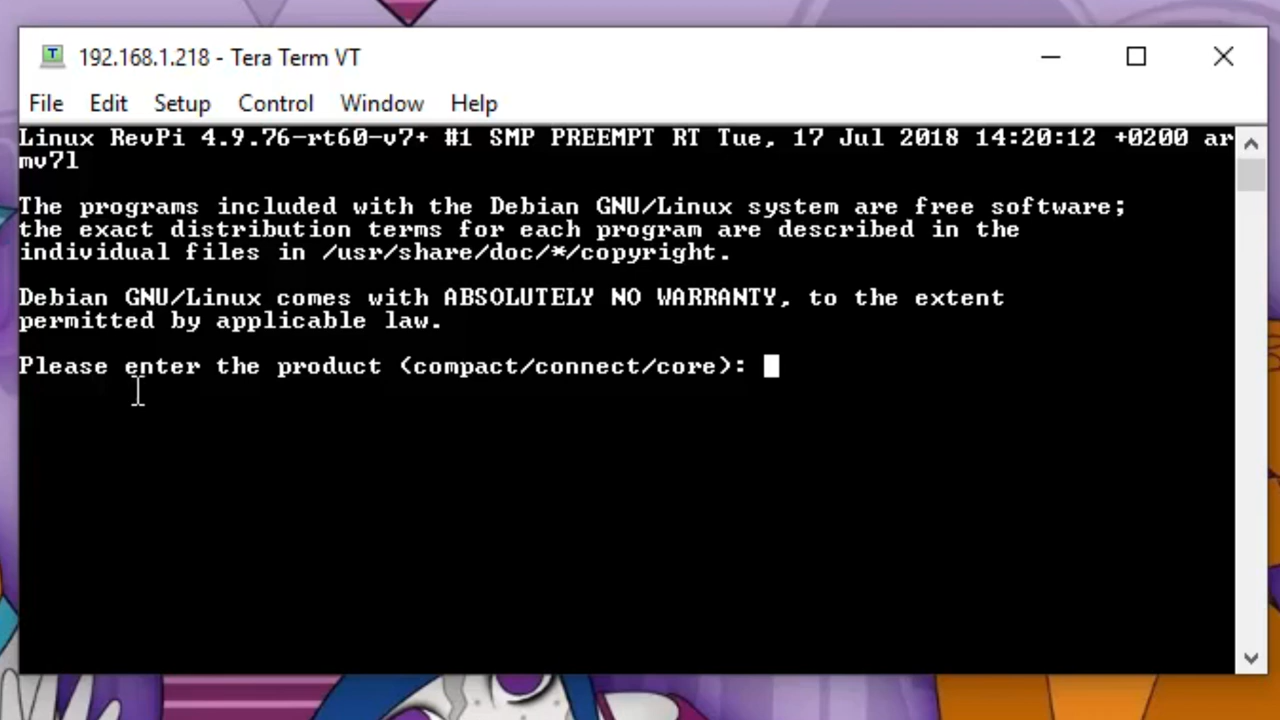 192.168.1.218 - Tera Term VT
File Edit Setup Control Window Help
Linux RevPi 4.9.76-rt60-v7+ #1 SMP PREEMPT RT Tue, 17 Jul 2018 14:20:12 +0200 ar
mv7l
The programs included with the Debian GNU/Linux system are free software;
the exact distribution terms for each program are described in the
individual files in /usr/share/doc/*/copyright.
Debian GNU/Linux comes with ABSOLUTELY NO WARRANTY, to the extent
permitted by applicable law.
Please enter the product (compact/connect/core):